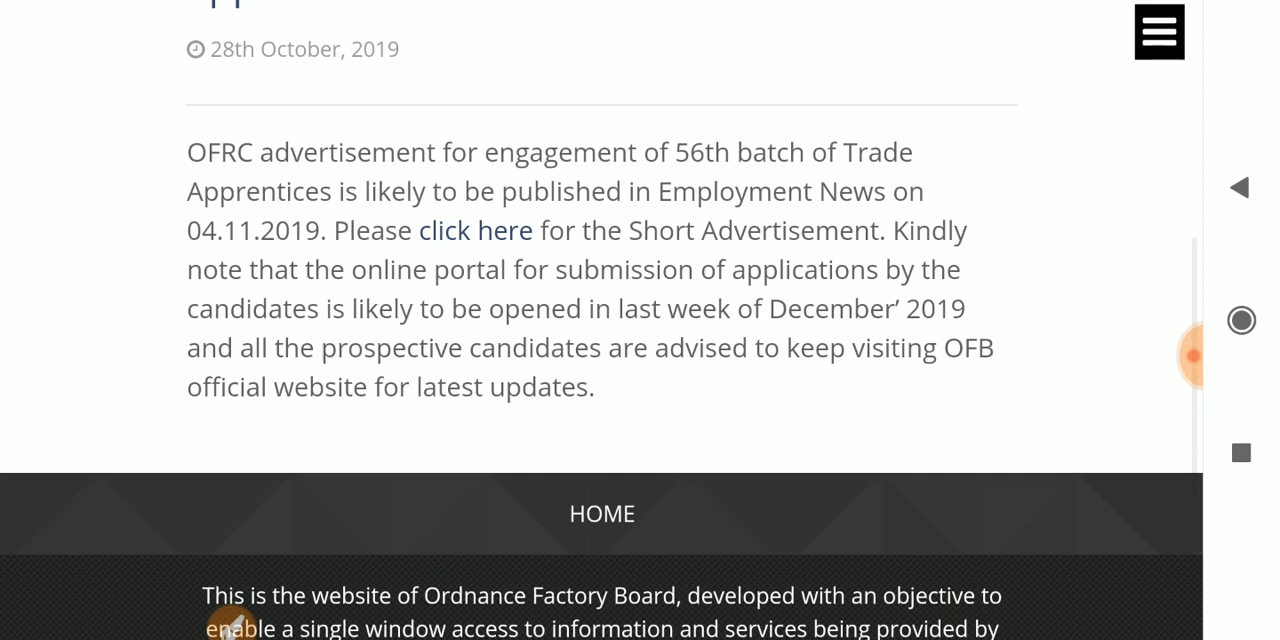 28th October, 2019
OFRC advertisement for engagement of 56th batch of Trade
Apprentices is likely to be published in Employment News on
04.11.2019. Please click here for the Short Advertisement. Kindly
note that the online portal for submission of applications by the
candidates is likely to be opened in last week of December’ 2019
and all the prospective candidates are advised to keep visiting OFB
official website for latest updates.
HOME
This is the website of Ordnance Factory Board, developed with an objective to
enable a single window access to information and services being provided by